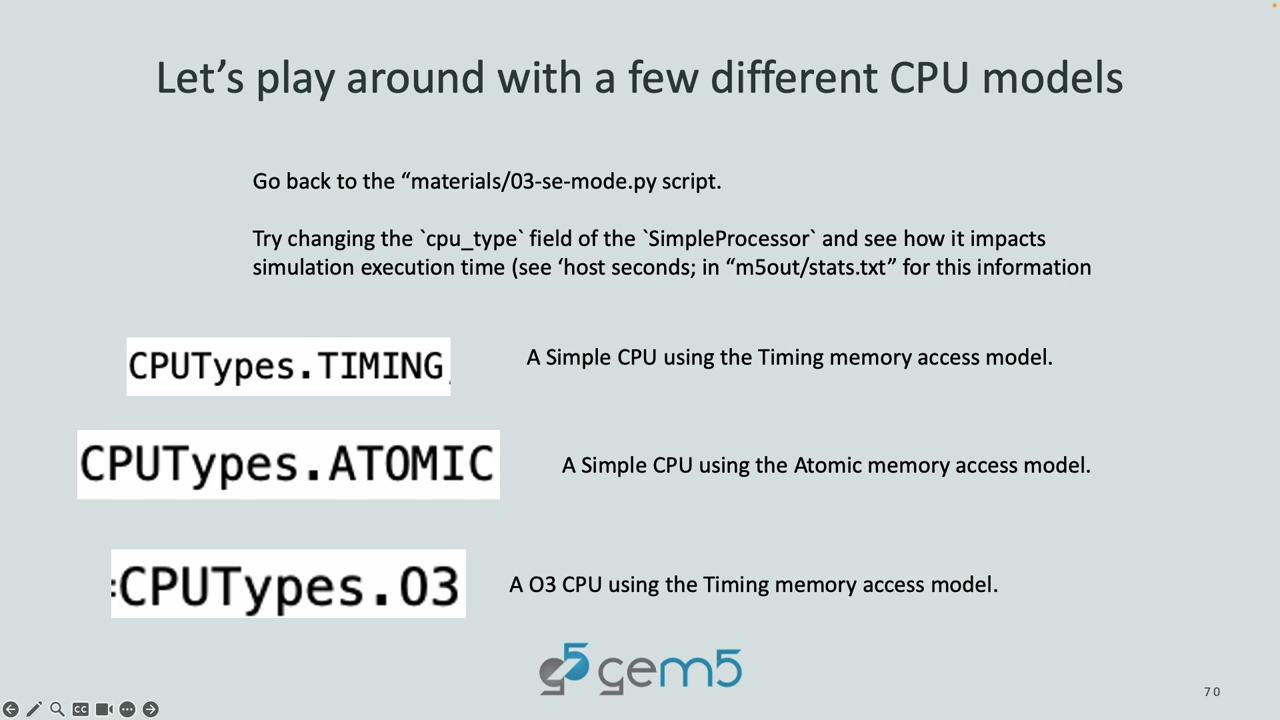 Let’s play around with a few different CPU models
Go back to the “materials/03-se-mode.py script.
Try changing the `cpu_type` field of the `SimpleProcessor` and see how it impacts
simulation execution time (see ‘host seconds; in “m5out/stats.txt” for this information
CPUTypes.TIMING,
A Simple CPU using the Timing memory access model.
CPUTypes.ATOMIC
A Simple CPU using the Atomic memory access model.
=CPUTypes.O3
A O3 CPU using the Timing memory access model.
g5 gem5
70
CC